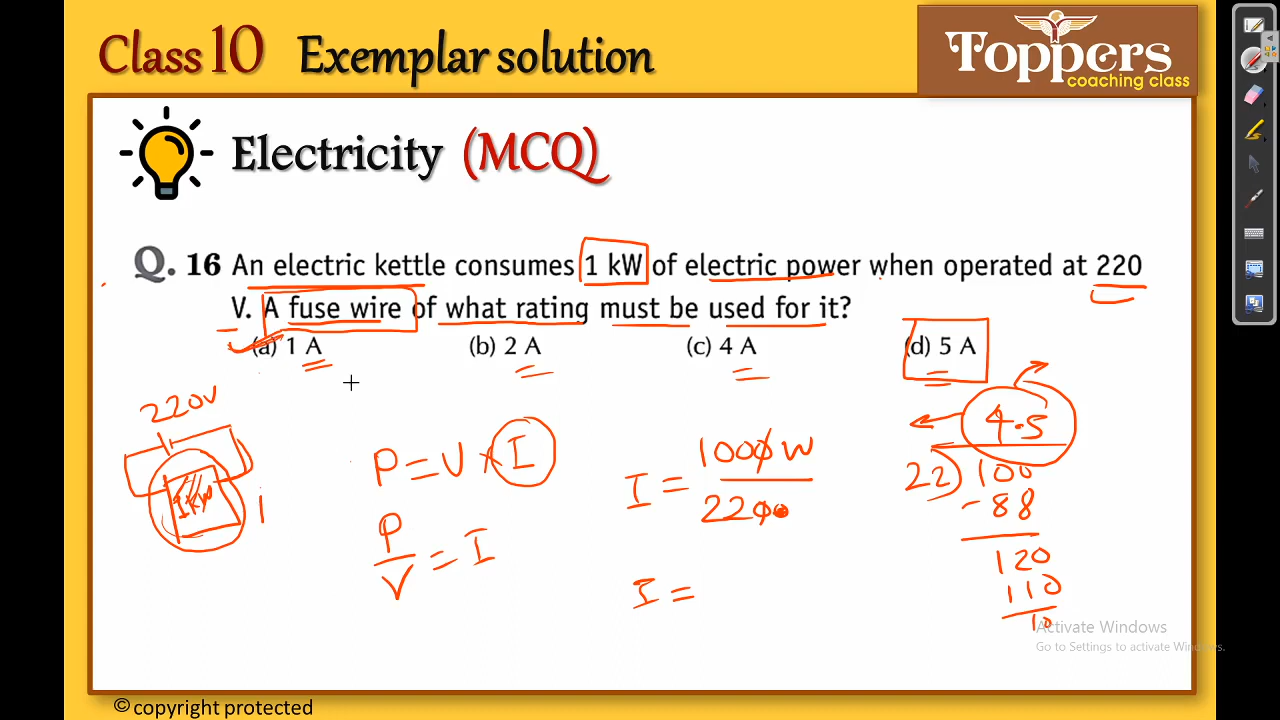 Class 10 Exemplar solution
Toppers
coaching class
Electricity (MCQ)
Q. 16 An electric kettle consumes 1 kW of electric power when operated at 220
V. A fuse wire of what rating must be used for it?
(a) 1 A (b) 2 A (c) 4 A (d) 5 A
220V
1kW
P = V × I
P/V = I
I = 1000 W
220
I =
4.5
22) 100
-88
120
110
10
Activate Windows
Go to Settings to activate Windows.
© copyright protected